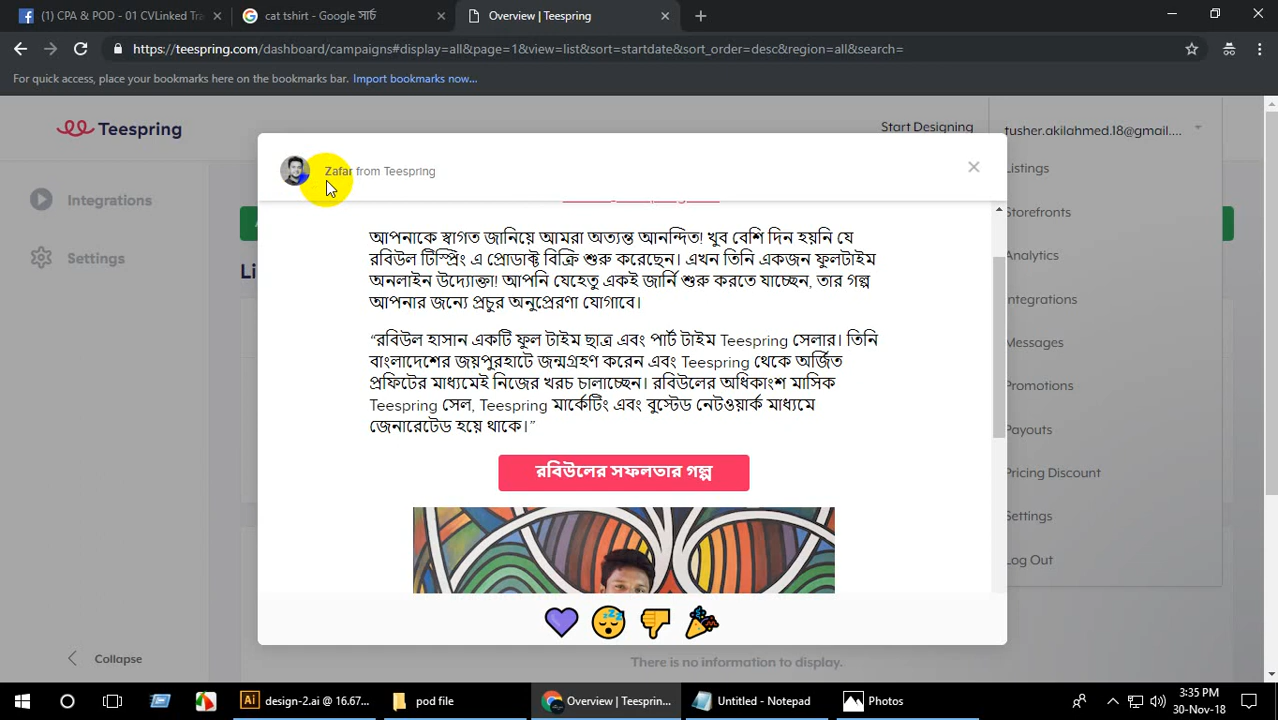 (1) CPA & POD - 01 CVLinked Tra
cat tshirt - Google সার্চ
Overview | Teespring
https://teespring.com/dashboard/campaigns#display=all&page=1&view=list&sort=startdate&sort_order=desc&region=all&search=
For quick access, place your bookmarks here on the bookmarks bar. Import bookmarks now...
Teespring
Start Designing
tusher.akilahmed.18@gmail....
Zafar from Teespring
Integrations
Settings
Li
Listings
Storefronts
Analytics
Integrations
Messages
Promotions
Payouts
Pricing Discount
Settings
Log Out
আপনাকে স্বাগত জানিয়ে আমরা অত্যন্ত আনন্দিত! খুব বেশি দিন হয়নি যে
রবিউল টিস্প্রিং এ প্রোডাক্ট বিক্রি শুরু করেছেন। এখন তিনি একজন ফুলটাইম
অনলাইন উদ্যোক্তা! আপনি যেহেতু একই জার্নি শুরু করতে যাচ্ছেন, তার গল্প
আপনার জন্যে প্রচুর অনুপ্রেরণা যোগাবে।
“রবিউল হাসান একটি ফুল টাইম ছাত্র এবং পার্ট টাইম Teespring সেলার। তিনি
বাংলাদেশের জয়পুরহাটে জন্মগ্রহণ করেন এবং Teespring থেকে অর্জিত
প্রফিটের মাধ্যমেই নিজের খরচ চালাচ্ছেন। রবিউলের অধিকাংশ মাসিক
Teespring সেল, Teespring মার্কেটিং এবং বুস্টেড নেটওয়ার্ক মাধ্যমে
জেনারেটেড হয়ে থাকে।”
রবিউলের সফলতার গল্প
Collapse
There is no information to display.
design-2.ai @ 16.67...
pod file
Overview | Teesprin...
Untitled - Notepad
Photos
3:35 PM
30-Nov-18